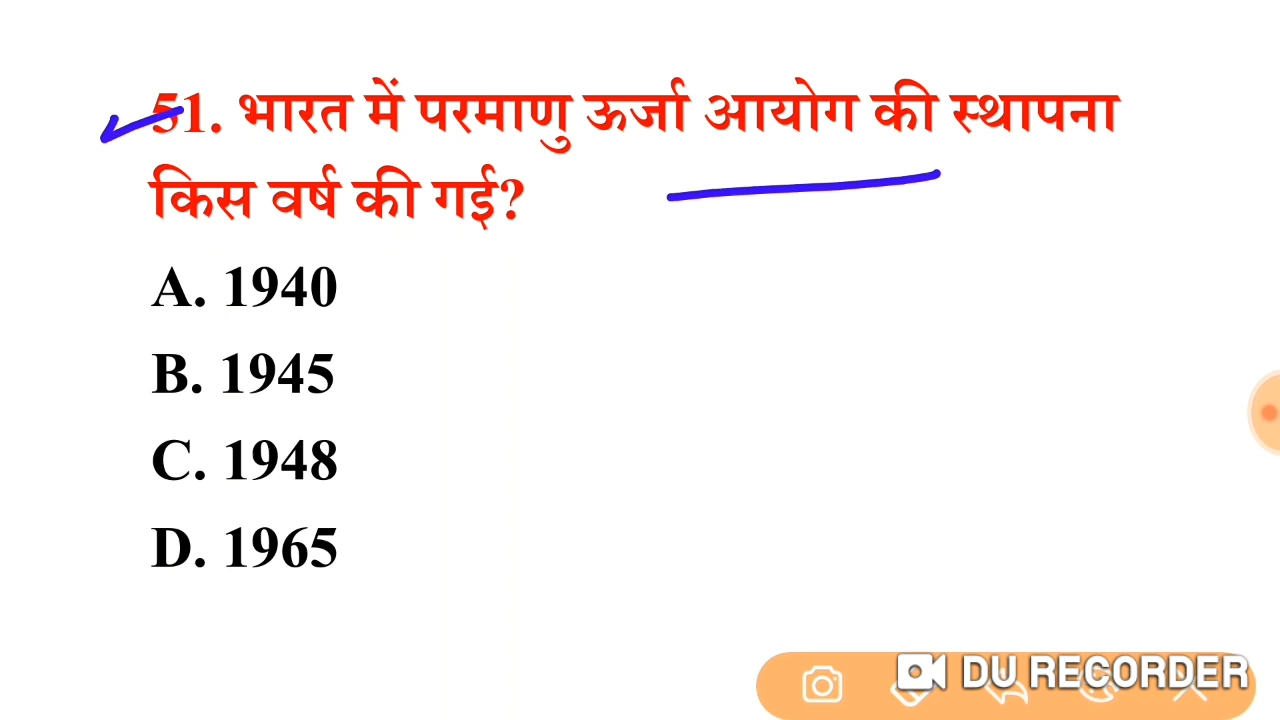 51. भारत में परमाणु ऊर्जा आयोग की स्थापना
किस वर्ष की गई?
A. 1940
B. 1945
C. 1948
D. 1965
DU RECORDER